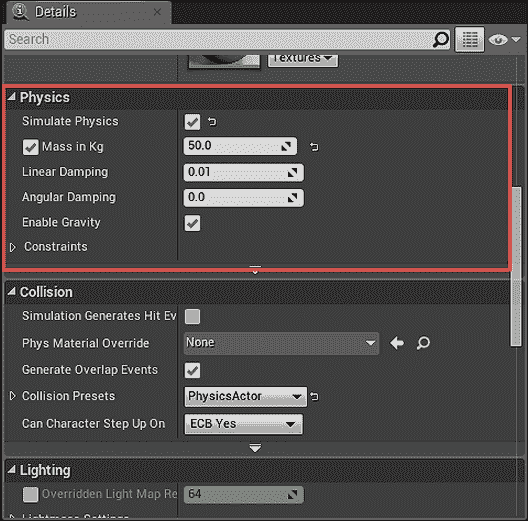 Details
Search
Textures
Physics
Simulate Physics
Mass in Kg 50.0
Linear Damping 0.01
Angular Damping 0.0
Enable Gravity
Constraints
Collision
Simulation Generates Hit Ev
Phys Material Override None
Generate Overlap Events
Collision Presets PhysicsActor
Can Character Step Up On ECB Yes
Lighting
Overridden Light Map Re 64
Lightmass Settings